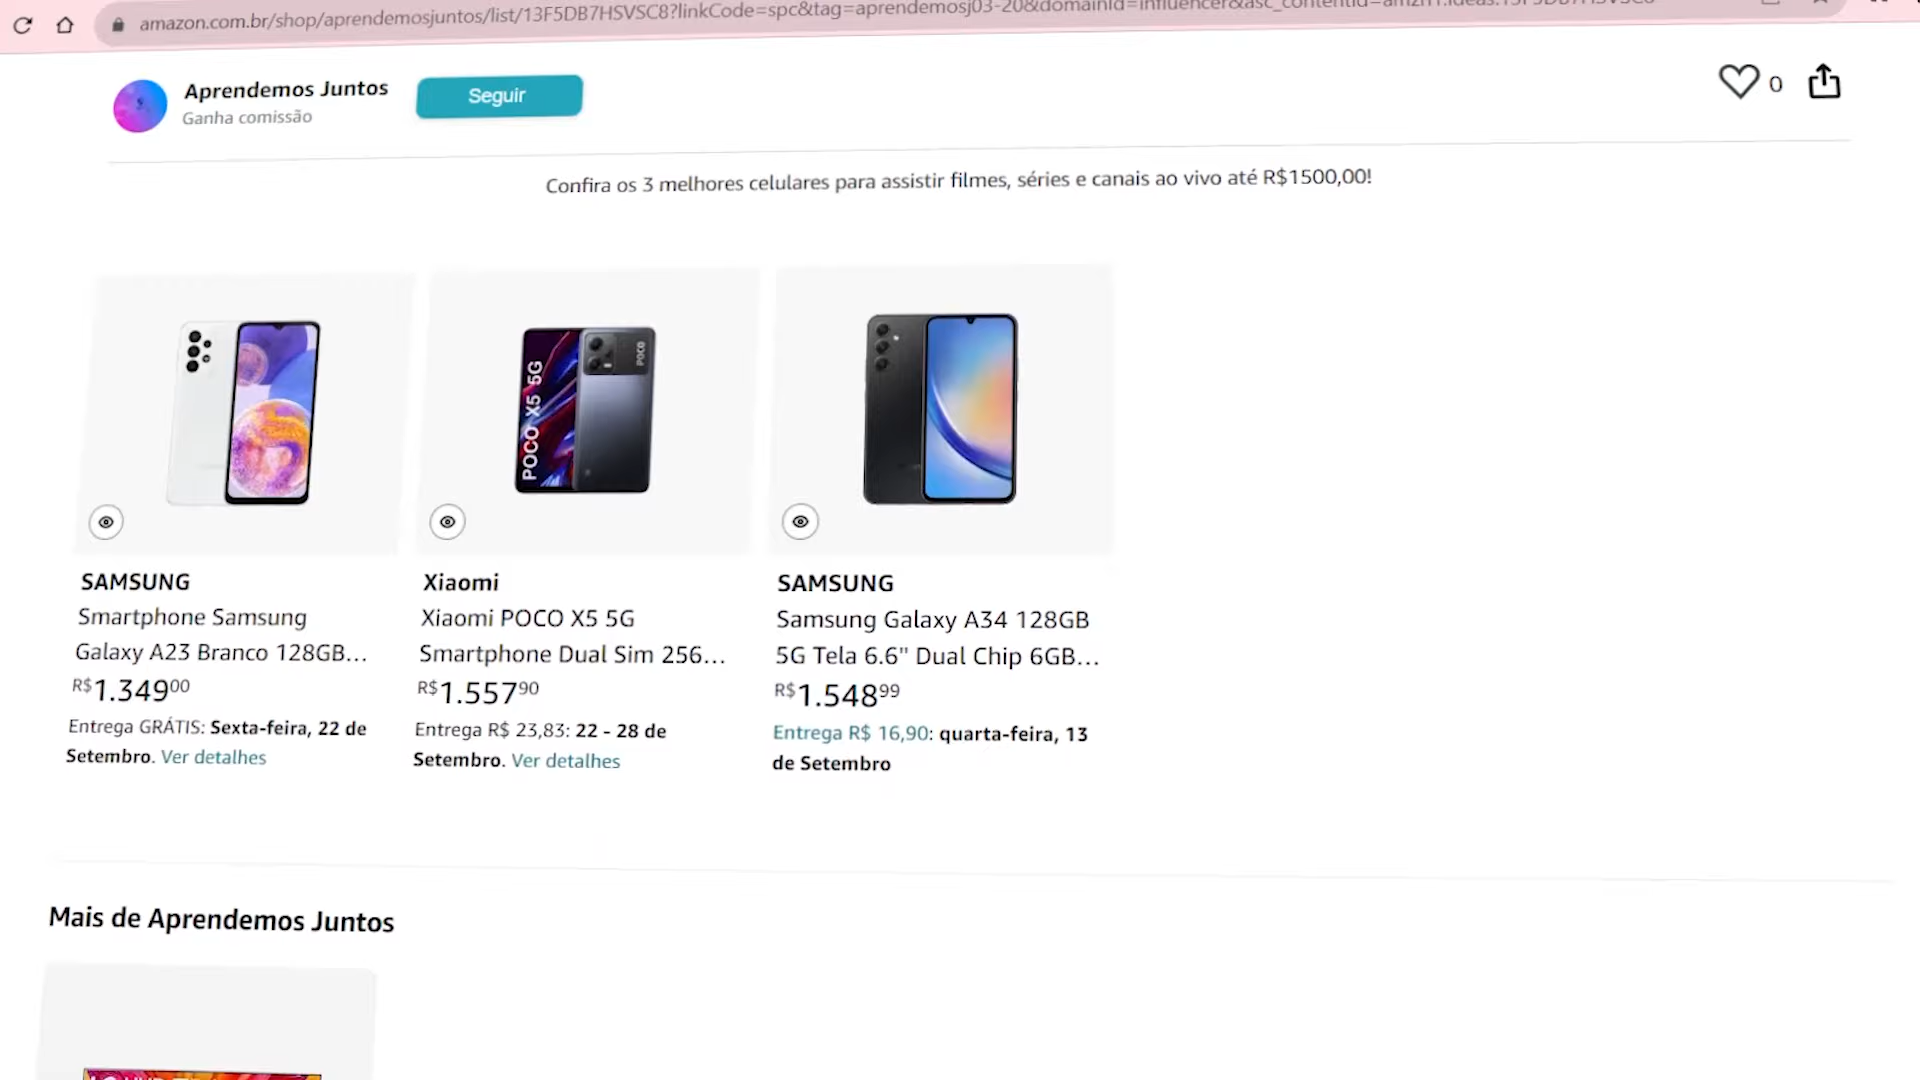 amazon.com.br/shop/aprendemosjuntos/list/13F5DB7HSVSC8?linkCode=spc&tag=aprendemosj03-20&domainId=influencer&asc_contentid=amzn1.ideas.13F5DB7HSVSC8
Aprendemos Juntos
Ganha comissão
Seguir
0
Confira os 3 melhores celulares para assistir filmes, séries e canais ao vivo até R$1500,00!
POCO X5 5G
POCO
SAMSUNG
Smartphone Samsung
Galaxy A23 Branco 128GB...
R$1.34900
Entrega GRÁTIS: Sexta-feira, 22 de
Setembro. Ver detalhes
Xiaomi
Xiaomi POCO X5 5G
Smartphone Dual Sim 256...
R$1.55790
Entrega R$ 23,83: 22 - 28 de
Setembro. Ver detalhes
SAMSUNG
Samsung Galaxy A34 128GB
5G Tela 6.6" Dual Chip 6GB...
R$1.54899
Entrega R$ 16,90: quarta-feira, 13
de Setembro
Mais de Aprendemos Juntos